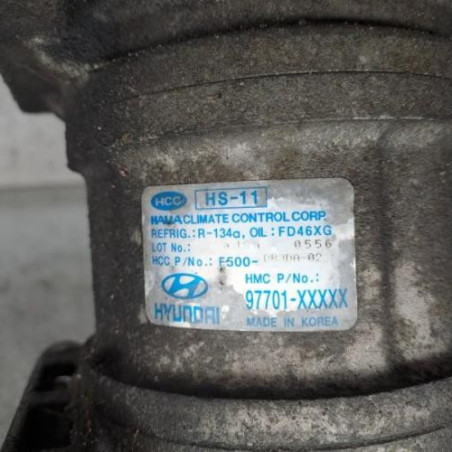 HCC HS-11
CLIMATE CONTROL CORP.
REFRIG.: R-134a, OIL: FD46XG
LOT No.: 0556
HCC P/No.: F500-
HMC P/No.:
97701-XXXXX
HYUNDAI MADE IN KOREA